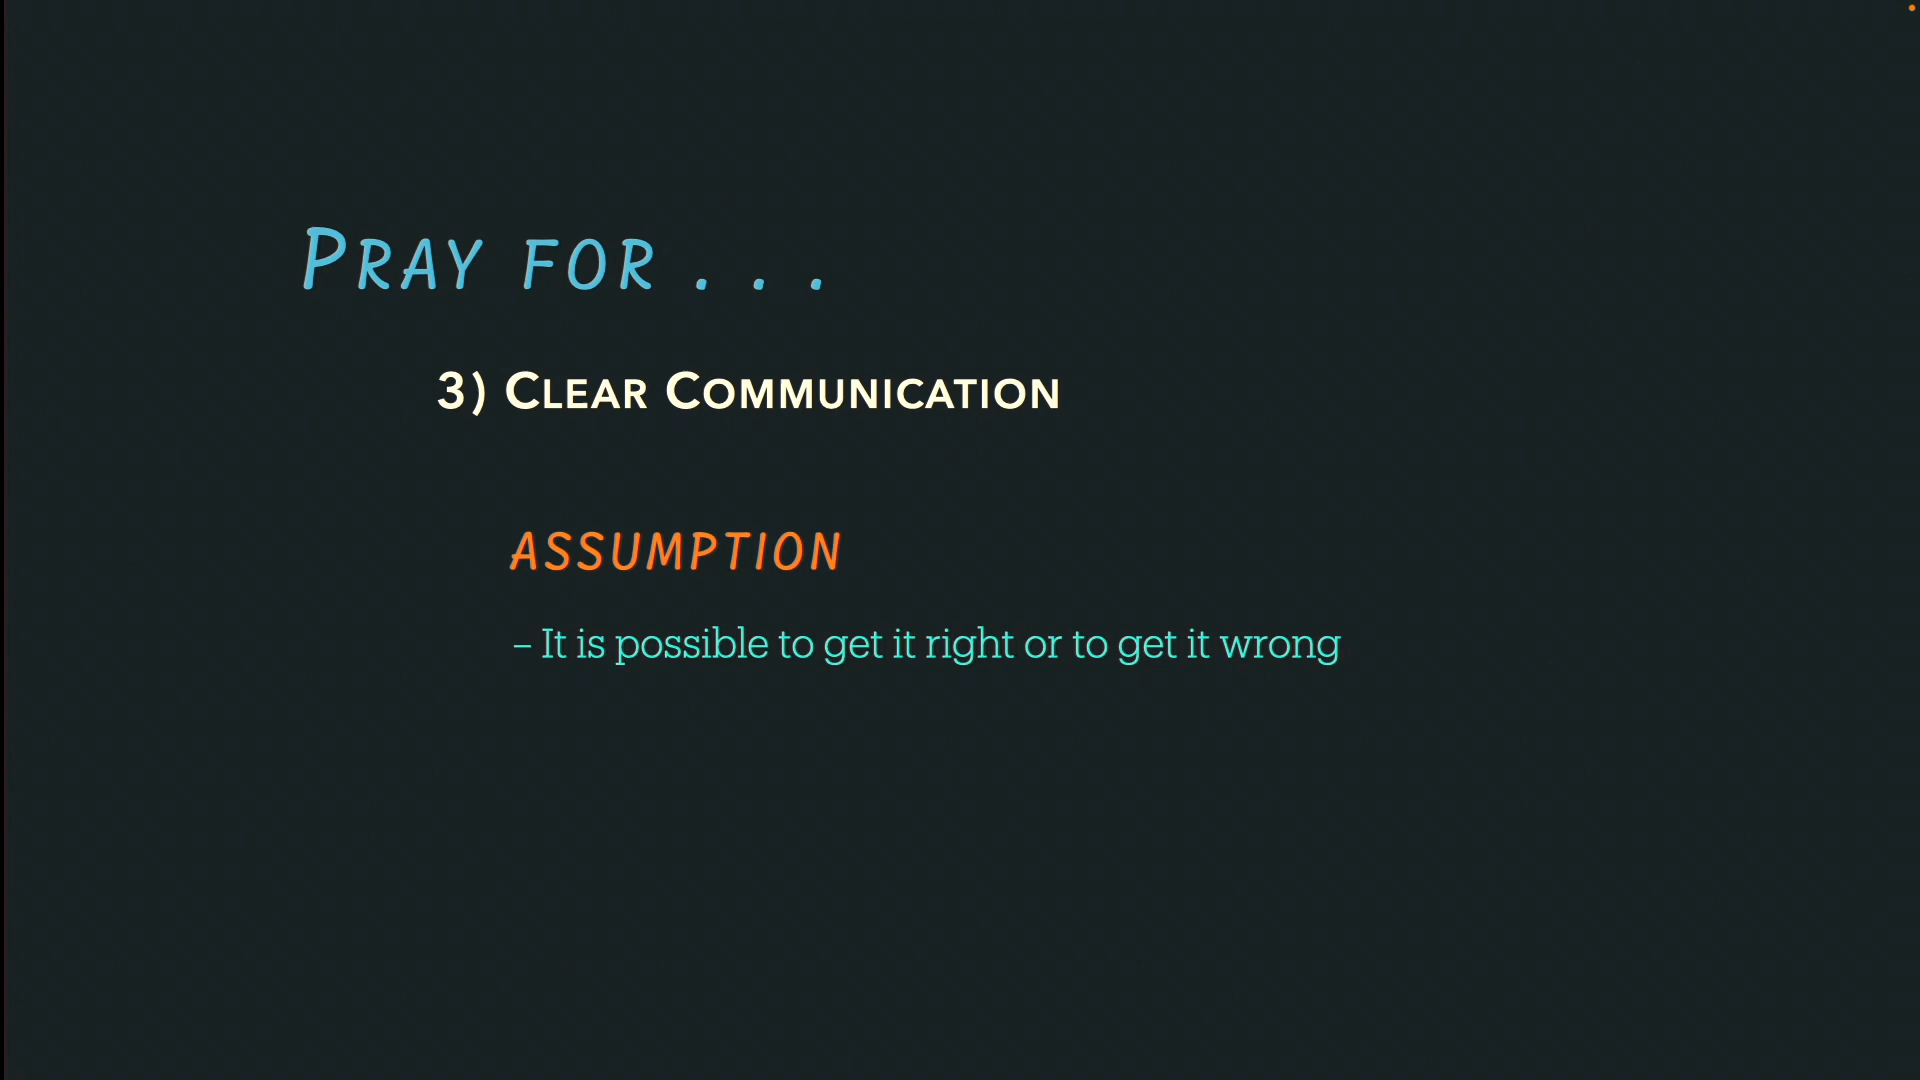 Pray for . . .
3) Clear Communication
ASSUMPTION
– It is possible to get it right or to get it wrong